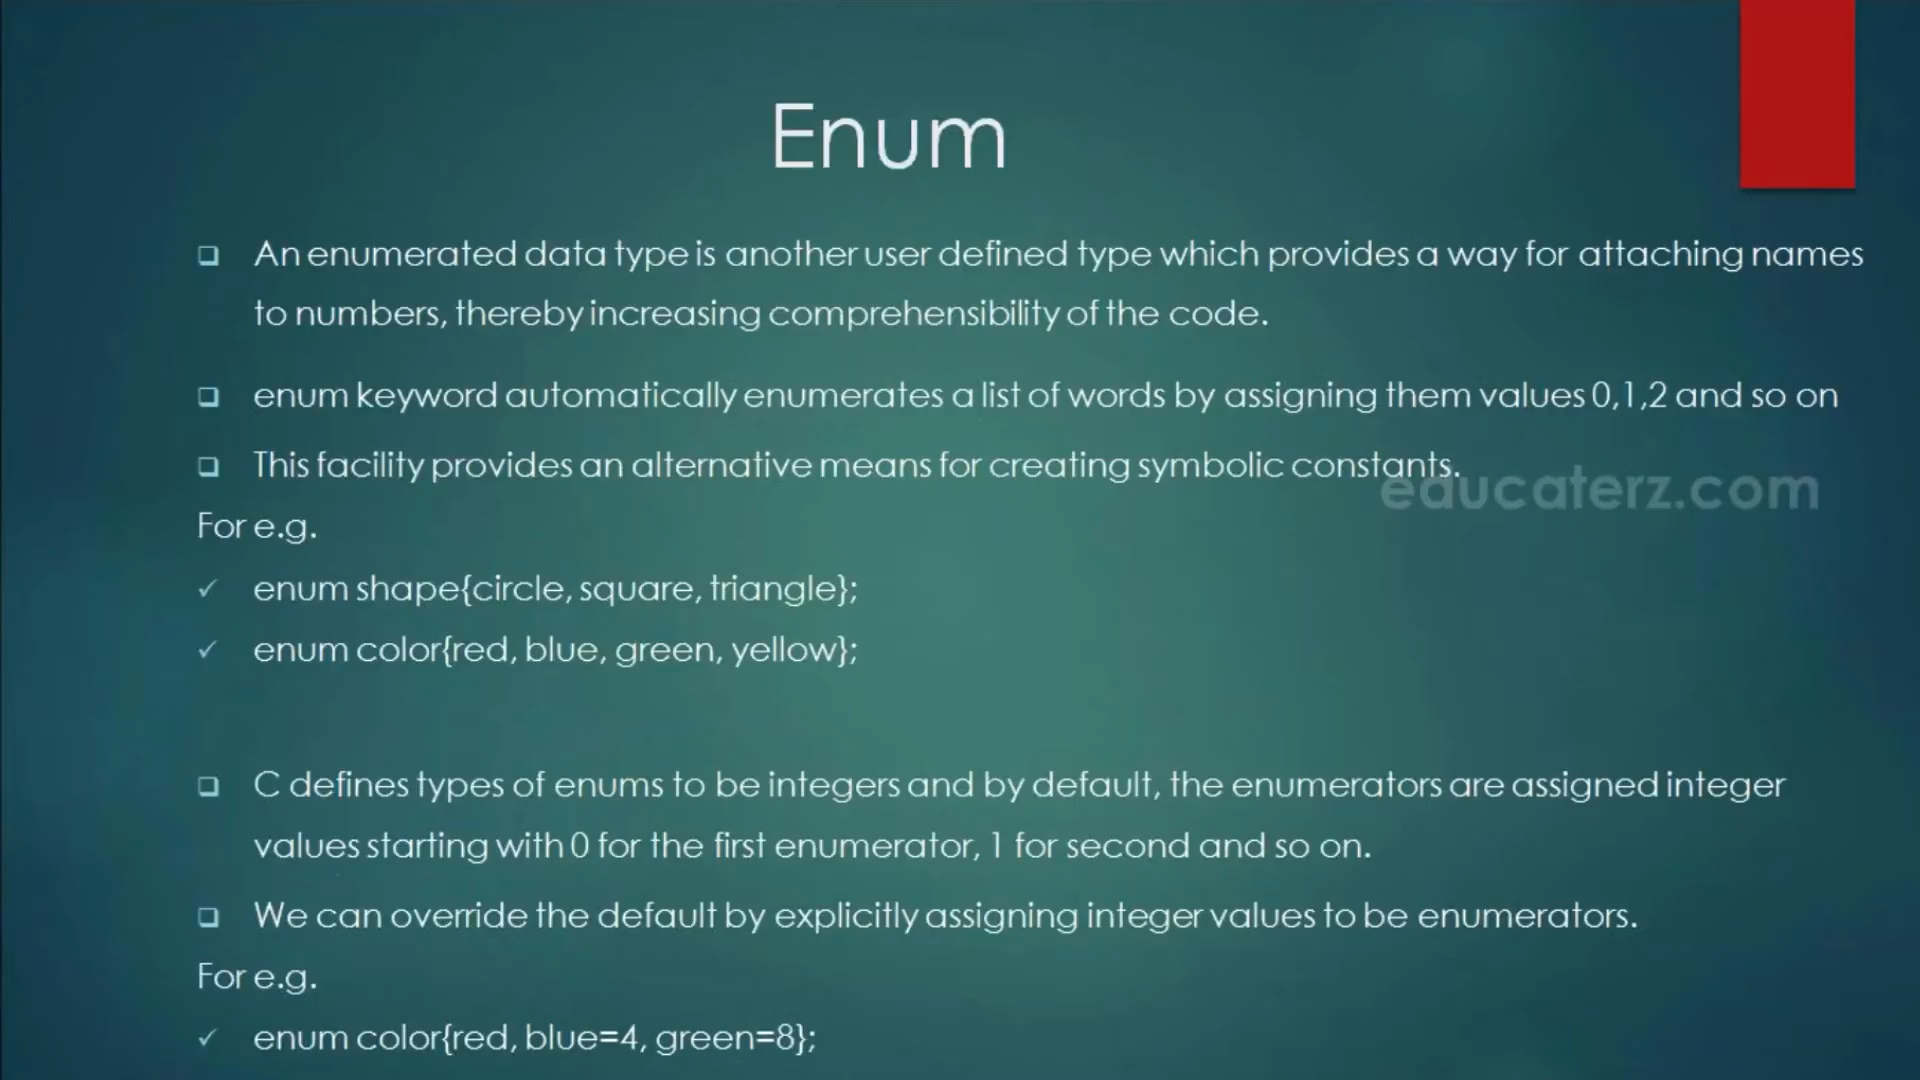 Enum
An enumerated data type is another user defined type which provides a way for attaching names
to numbers, thereby increasing comprehensibility of the code.
enum keyword automatically enumerates a list of words by assigning them values 0,1,2 and so on
This facility provides an alternative means for creating symbolic constants.
educaterz.com
For e.g.
enum shape{circle, square, triangle};
enum color{red, blue, green, yellow};
C defines types of enums to be integers and by default, the enumerators are assigned integer
values starting with 0 for the first enumerator, 1 for second and so on.
We can override the default by explicitly assigning integer values to be enumerators.
For e.g.
enum color{red, blue=4, green=8};